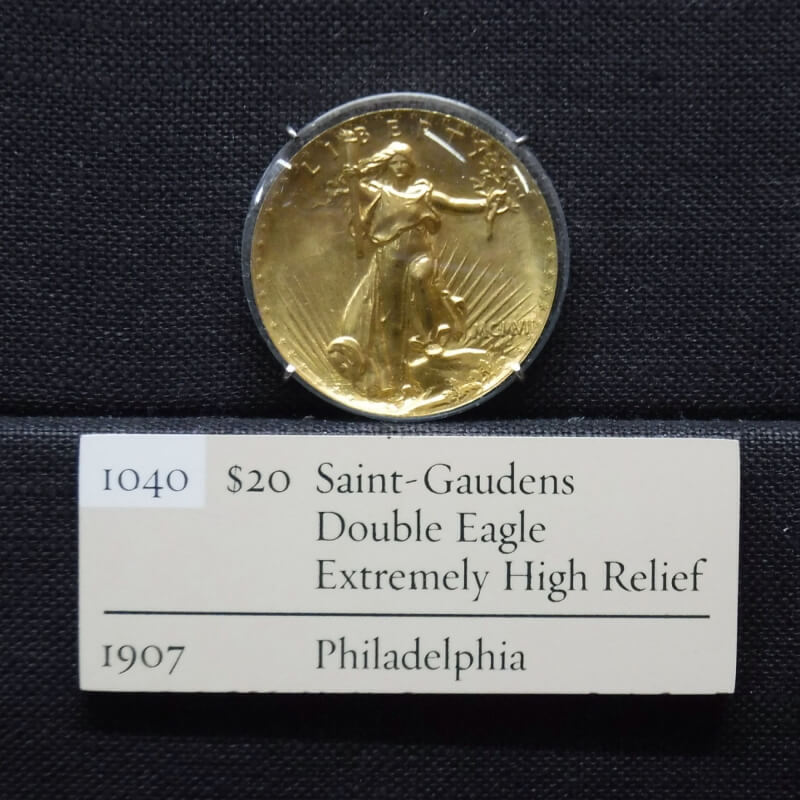 LIBERTY
MCMVII
1040 $20 Saint-Gaudens
Double Eagle
Extremely High Relief
1907 Philadelphia